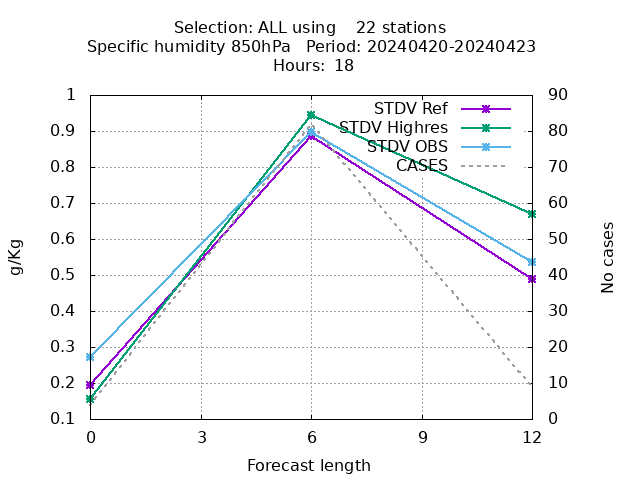 Selection: ALL using    22 stations
Specific humidity 850hPa   Period: 20240420-20240423
Hours: 18
STDV Ref
STDV Highres
STDV OBS
CASES
1
0.9
0.8
0.7
0.6
0.5
0.4
0.3
0.2
0.1
90
80
70
60
50
40
30
20
10
0
g/Kg
No cases
0 3 6 9 12
Forecast length